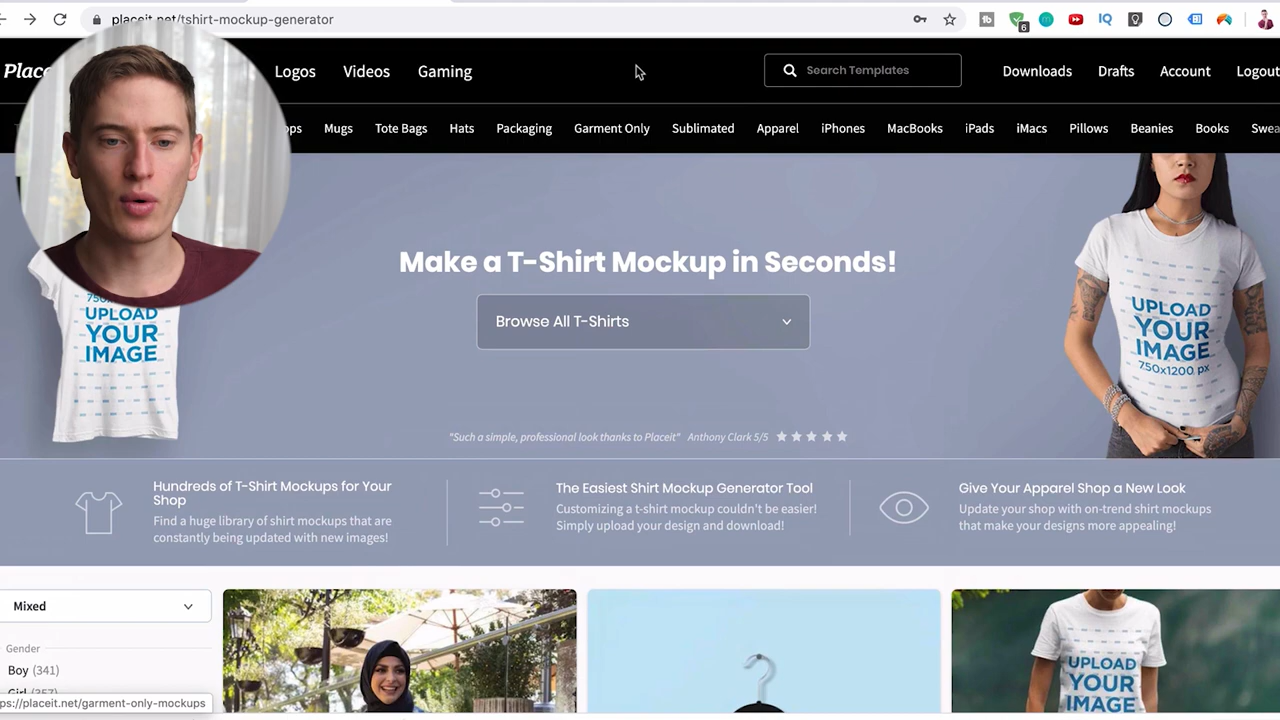 placeit.net/tshirt-mockup-generator
6
Logos Videos Gaming
Search Templates
Downloads Drafts Account Logout
Mugs Tote Bags Hats Packaging Garment Only Sublimated Apparel iPhones MacBooks iPads iMacs Pillows Beanies Books
Make a T-Shirt Mockup in Seconds!
Browse All T-Shirts
UPLOAD
YOUR
IMAGE
UPLOAD
YOUR
IMAGE
750x1200 px
"Such a simple, professional look thanks to Placeit" Anthony Clark 5/5
Hundreds of T-Shirt Mockups for Your
Shop
Find a huge library of shirt mockups that are
constantly being updated with new images!
The Easiest Shirt Mockup Generator Tool
Customizing a t-shirt mockup couldn't be easier!
Simply upload your design and download!
Give Your Apparel Shop a New Look
Update your shop with on-trend shirt mockups
that make your designs more appealing!
Mixed
Gender
Boy (341)
ps://placeit.net/garment-only-mockups
UPLOAD
YOUR
IMAGE